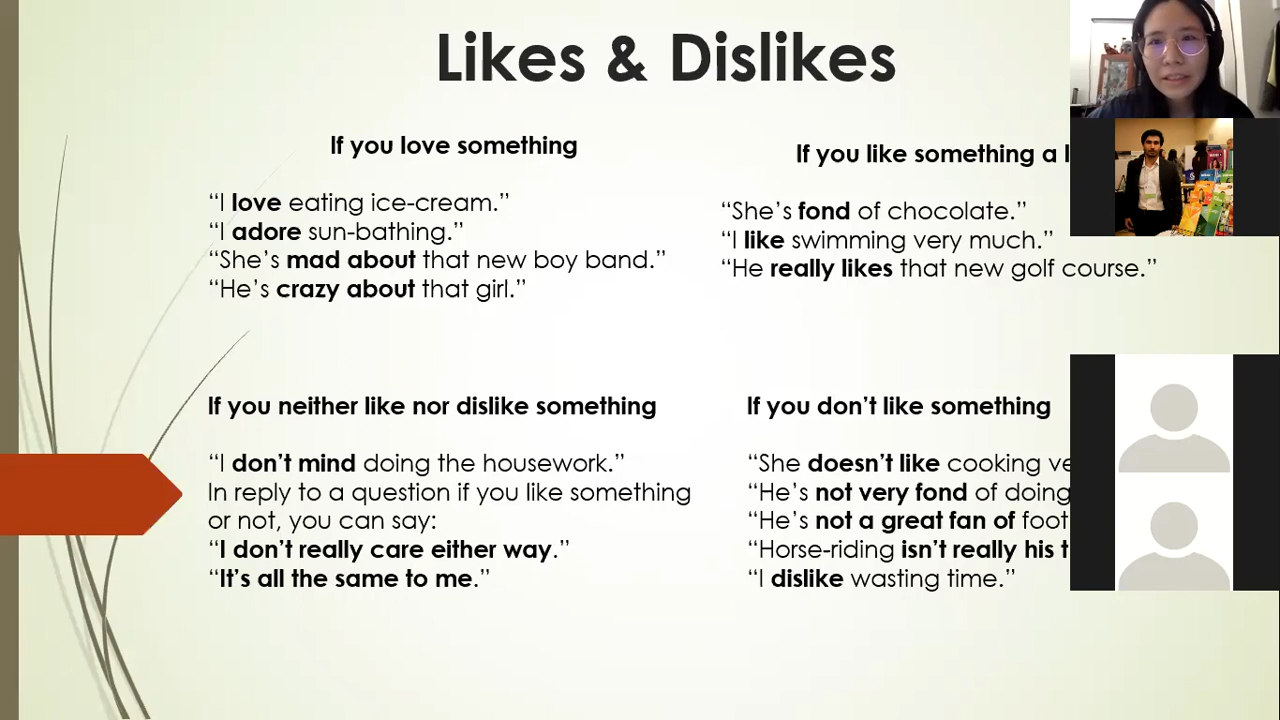 Likes & Dislikes
If you love something
“I love eating ice-cream.”
“I adore sun-bathing.”
“She’s mad about that new boy band.”
“He’s crazy about that girl.”
If you like something a
“She’s fond of chocolate.”
“I like swimming very much.”
“He really likes that new golf course.”
If you neither like nor dislike something
“I don’t mind doing the housework.”
In reply to a question if you like something
or not, you can say:
“I don’t really care either way.”
“It’s all the same to me.”
If you don’t like something
“She doesn’t like cooking
“He’s not very fond of doing
“He’s not a great fan of
“Horse-riding isn’t really his
“I dislike wasting time.”